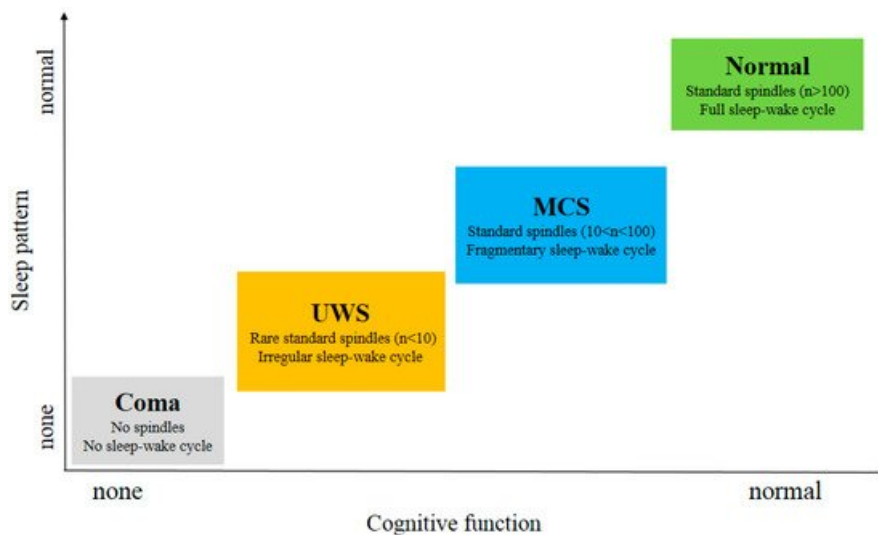 normal
Sleep pattern
none
Normal
Standard spindles (n>100)
Full sleep-wake cycle
MCS
Standard spindles (10<n<100)
Fragmentary sleep-wake cycle
UWS
Rare standard spindles (n<10)
Irregular sleep-wake cycle
Coma
No spindles
No sleep-wake cycle
none
normal
Cognitive function